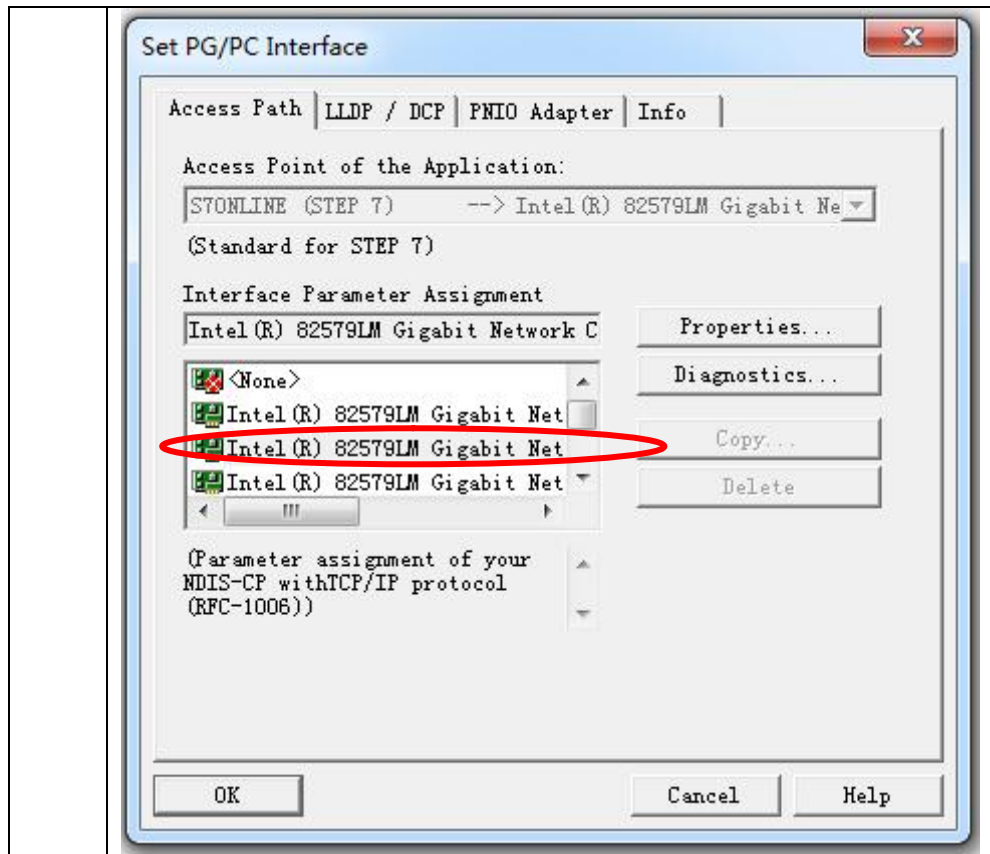 Set PG/PC Interface
Access Path LLDP / DCP PNIO Adapter Info
Access Point of the Application:
S7ONLINE (STEP 7) --> Intel(R) 82579LM Gigabit Ne
(Standard for STEP 7)
Interface Parameter Assignment
Intel(R) 82579LM Gigabit Network C
Properties...
<None>
Diagnostics...
Intel(R) 82579LM Gigabit Net
Intel(R) 82579LM Gigabit Net
Copy...
Intel(R) 82579LM Gigabit Net
Delete
(Parameter assignment of your
NDIS-CP withTCP/IP protocol
(RFC-1006))
OK Cancel Help